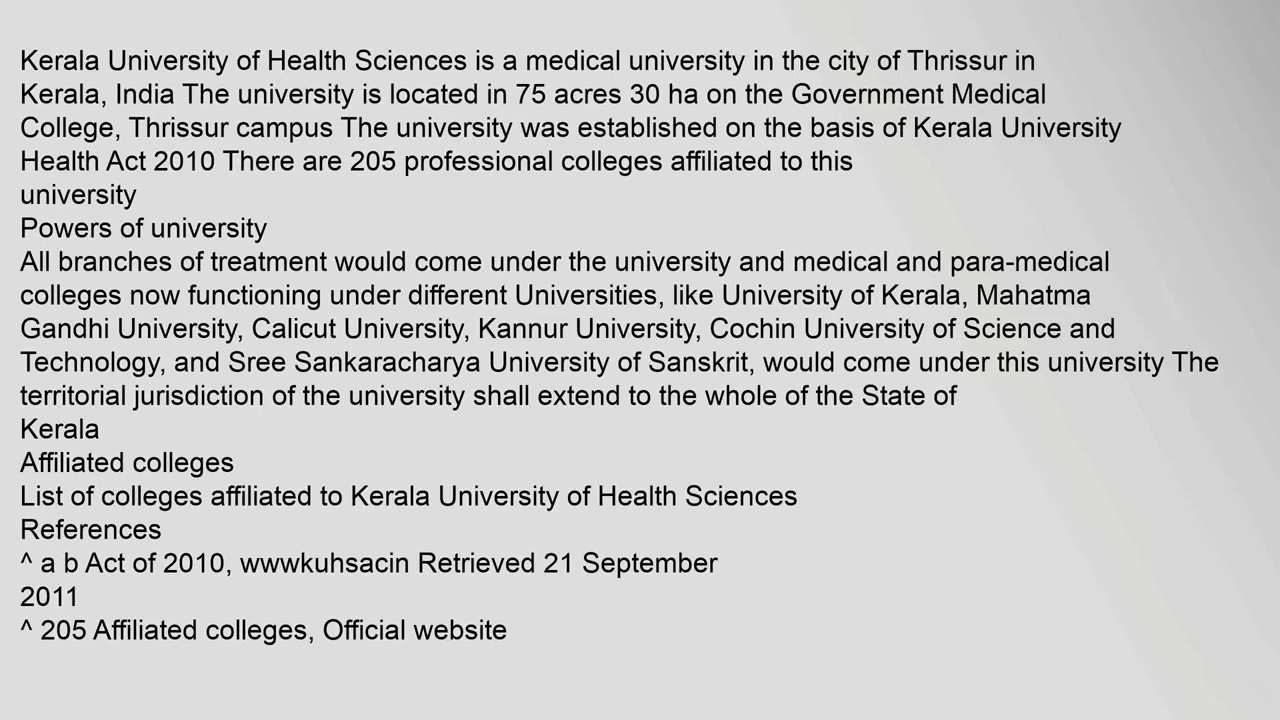 Kerala University of Health Sciences is a medical university in the city of Thrissur in
Kerala, India The university is located in 75 acres 30 ha on the Government Medical
College, Thrissur campus The university was established on the basis of Kerala University
Health Act 2010 There are 205 professional colleges affiliated to this
university
Powers of university
All branches of treatment would come under the university and medical and para-medical
colleges now functioning under different Universities, like University of Kerala, Mahatma
Gandhi University, Calicut University, Kannur University, Cochin University of Science and
Technology, and Sree Sankaracharya University of Sanskrit, would come under this university The
territorial jurisdiction of the university shall extend to the whole of the State of
Kerala
Affiliated colleges
List of colleges affiliated to Kerala University of Health Sciences
References
^ a b Act of 2010, wwwkuhsacin Retrieved 21 September
2011
^ 205 Affiliated colleges, Official website